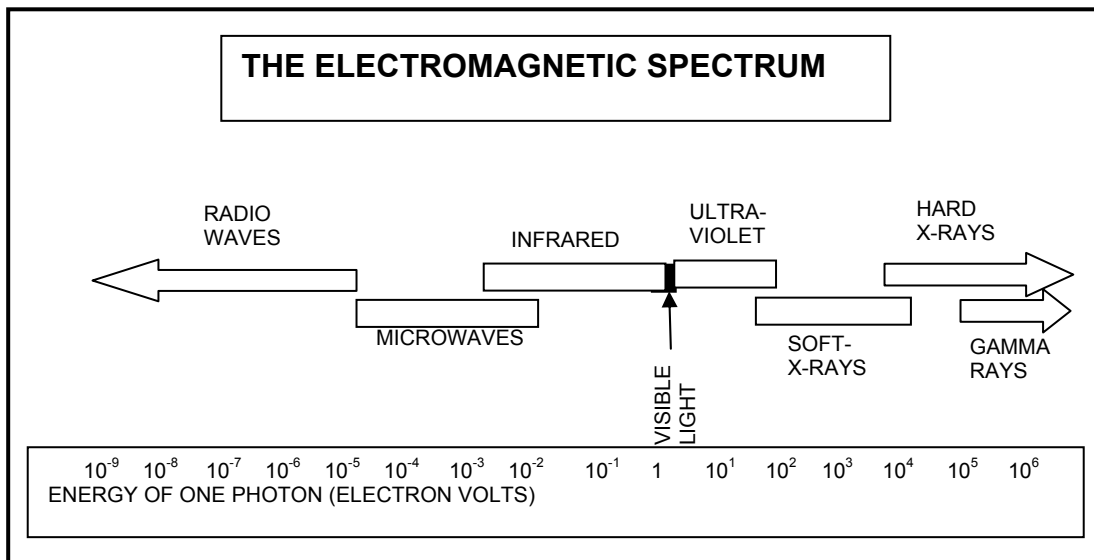 THE ELECTROMAGNETIC SPECTRUM
RADIO
WAVES
INFRARED
ULTRA-
VIOLET
HARD
X-RAYS
MICROWAVES
SOFT-
X-RAYS
GAMMA
RAYS
VISIBLE
LIGHT
10⁻⁹ 10⁻⁸ 10⁻⁷ 10⁻⁶ 10⁻⁵ 10⁻⁴ 10⁻³ 10⁻² 10⁻¹ 1 10¹ 10² 10³ 10⁴ 10⁵ 10⁶
ENERGY OF ONE PHOTON (ELECTRON VOLTS)